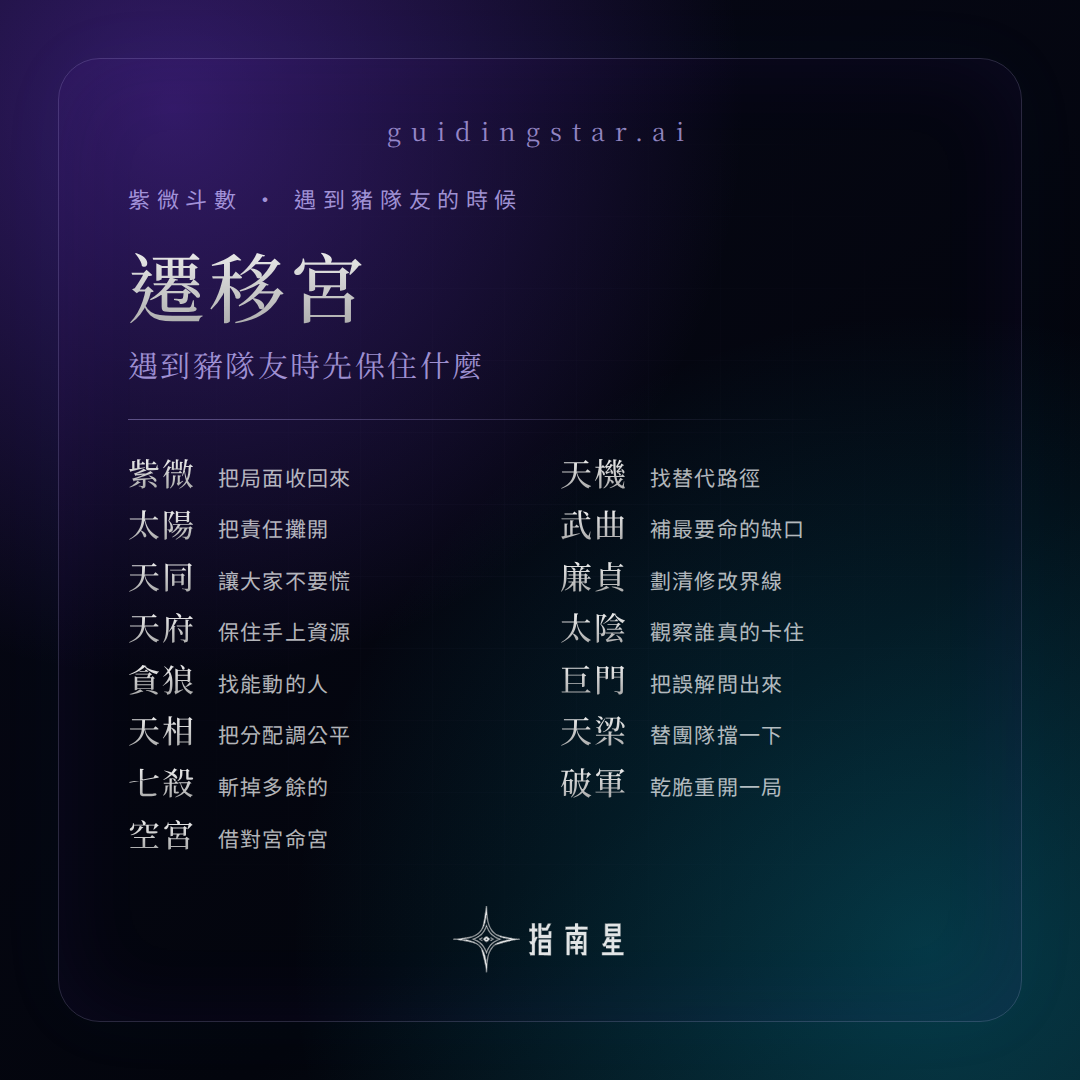 guidingstar.ai
紫微斗數 · 遇到豬隊友的時候
遷移宮
遇到豬隊友時先保住什麼
紫微 把局面收回來
天機 找替代路徑
太陽 把責任攤開
武曲 補最要命的缺口
天同 讓大家不要慌
廉貞 劃清修改界線
天府 保住手上資源
太陰 觀察誰真的卡住
貪狼 找能動的人
巨門 把誤解問出來
天相 把分配調公平
天梁 替團隊擋一下
七殺 斬掉多餘的
破軍 乾脆重開一局
空宮 借對宮命宮
指南星